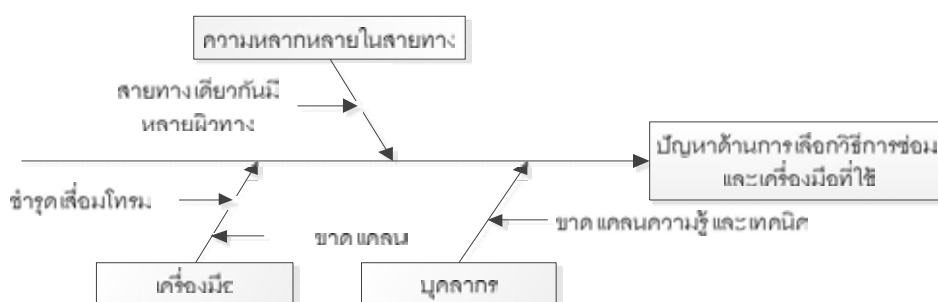 ความหลากหลายในสายทาง
สายทางเดียวกันมี
หลายผิวทาง
ปัญหาด้านการเลือกวิธีการซ่อม
และเครื่องมือที่ใช้
ชำรุดเสื่อมโทรม
ขาดแคลน
ขาดแคลนความรู้และเทคนิค
เครื่องมือ
บุคลากร